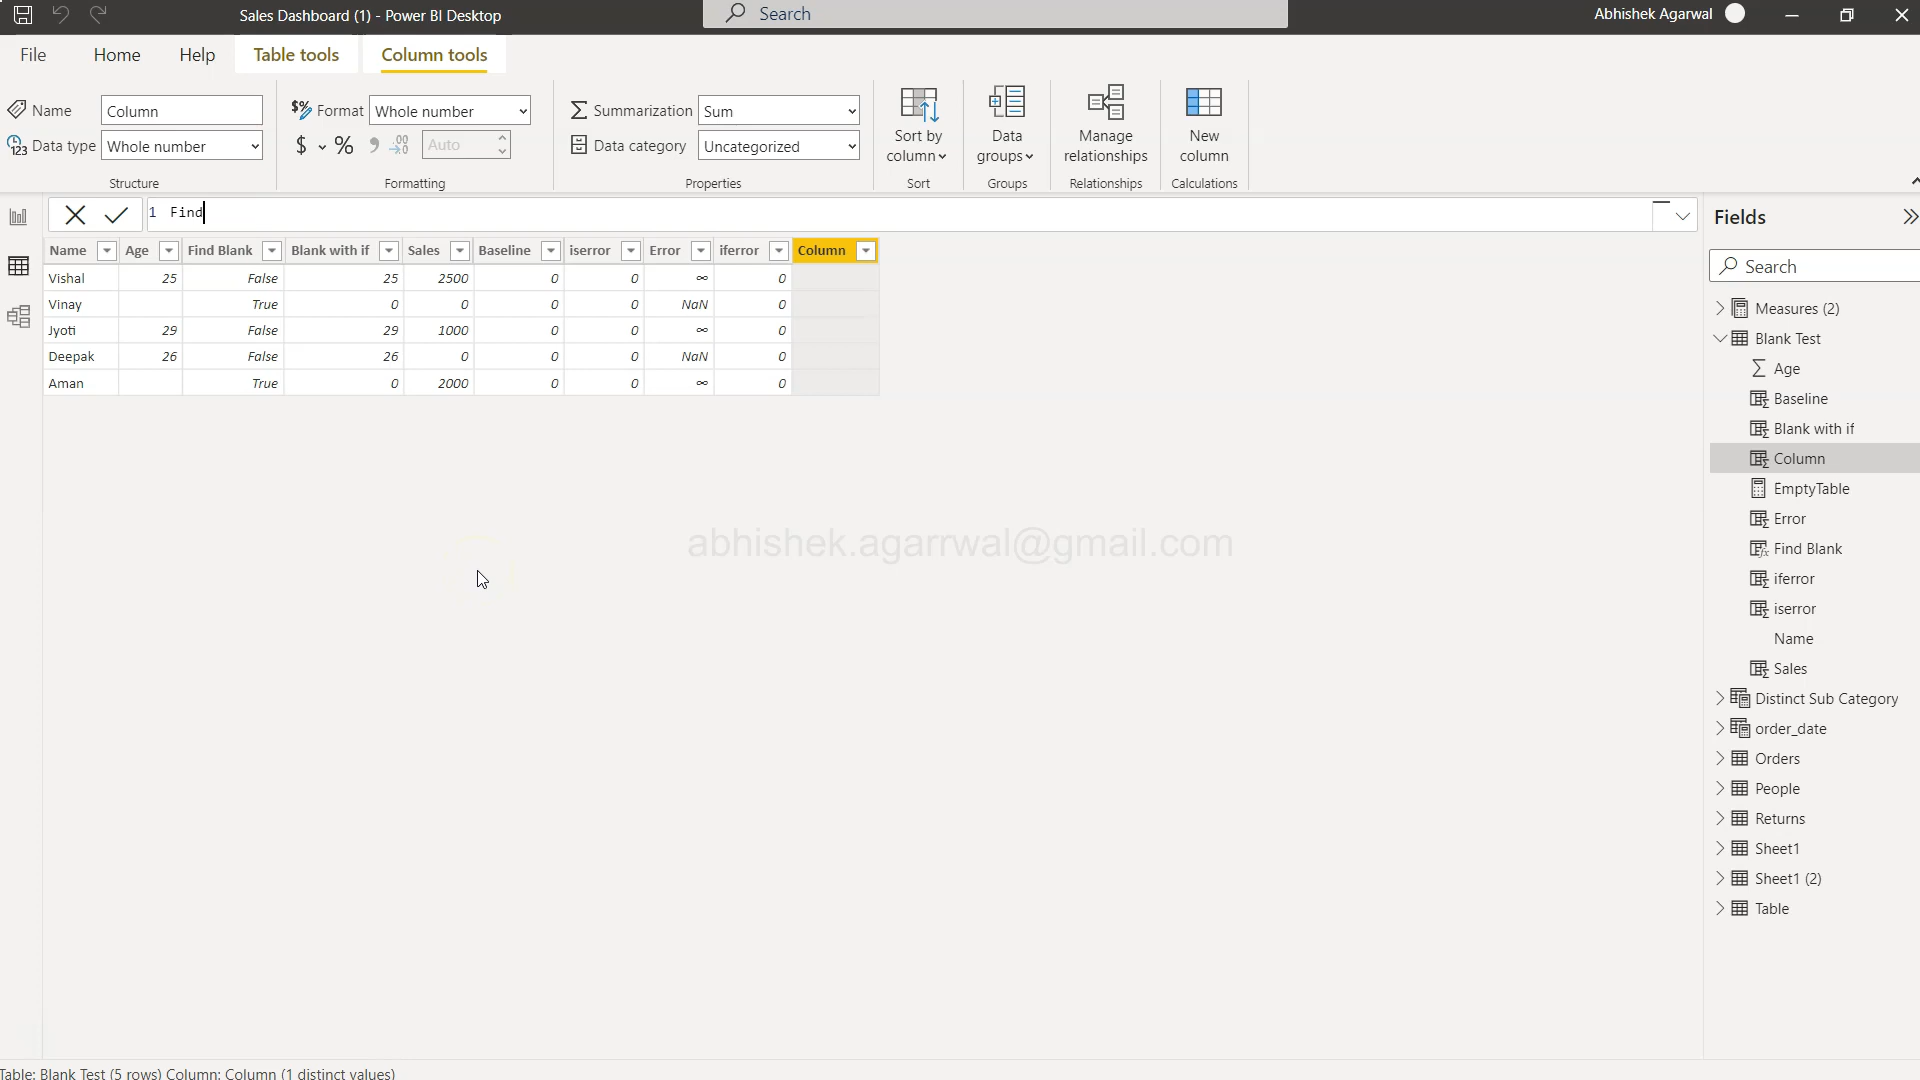 Sales Dashboard (1) - Power BI Desktop
Search
Abhishek Agarwal
File Home Help Table tools Column tools
Name Column
Data type Whole number
Structure
$% Format Whole number
$ % Auto
Formatting
Summarization Sum
Data category Uncategorized
Properties
Sort by
column
Sort
Data
groups
Groups
Manage
relationships
Relationships
New
column
Calculations
1 Find
Name Age Find Blank Blank with if Sales Baseline iserror Error iferror Column
Vishal 25 False 25 2500 0 0 ∞ 0
Vinay True 0 0 0 0 NaN 0
Jyoti 29 False 29 1000 0 0 ∞ 0
Deepak 26 False 26 0 0 0 NaN 0
Aman True 0 2000 0 0 ∞ 0
abhishek.agarrwal@gmail.com
Fields
Search
Measures (2)
Blank Test
Age
Baseline
Blank with if
Column
EmptyTable
Error
Find Blank
iferror
iserror
Name
Sales
Distinct Sub Category
order_date
Orders
People
Returns
Sheet1
Sheet1 (2)
Table
Table: Blank Test (5 rows) Column: Column (1 distinct values)